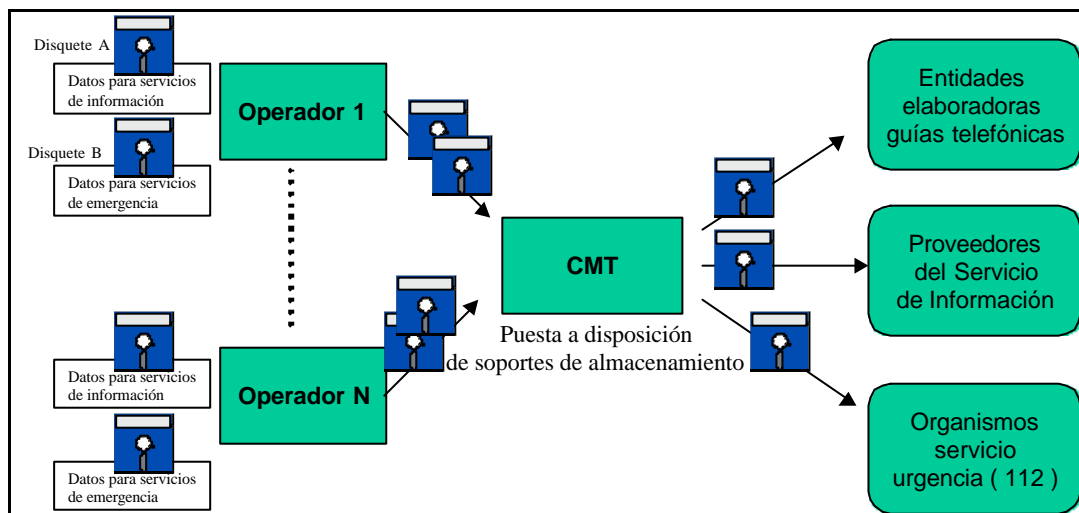 Disquete A
Datos para servicios
de información
Disquete B
Datos para servicios
de emergencia
Operador 1
Datos para servicios
de información
Datos para servicios
de emergencia
Operador N
CMT
Puesta a disposición
de soportes de almacenamiento
Entidades
elaboradoras
guías telefónicas
Proveedores
del Servicio
de Información
Organismos
servicio
urgencia ( 112 )